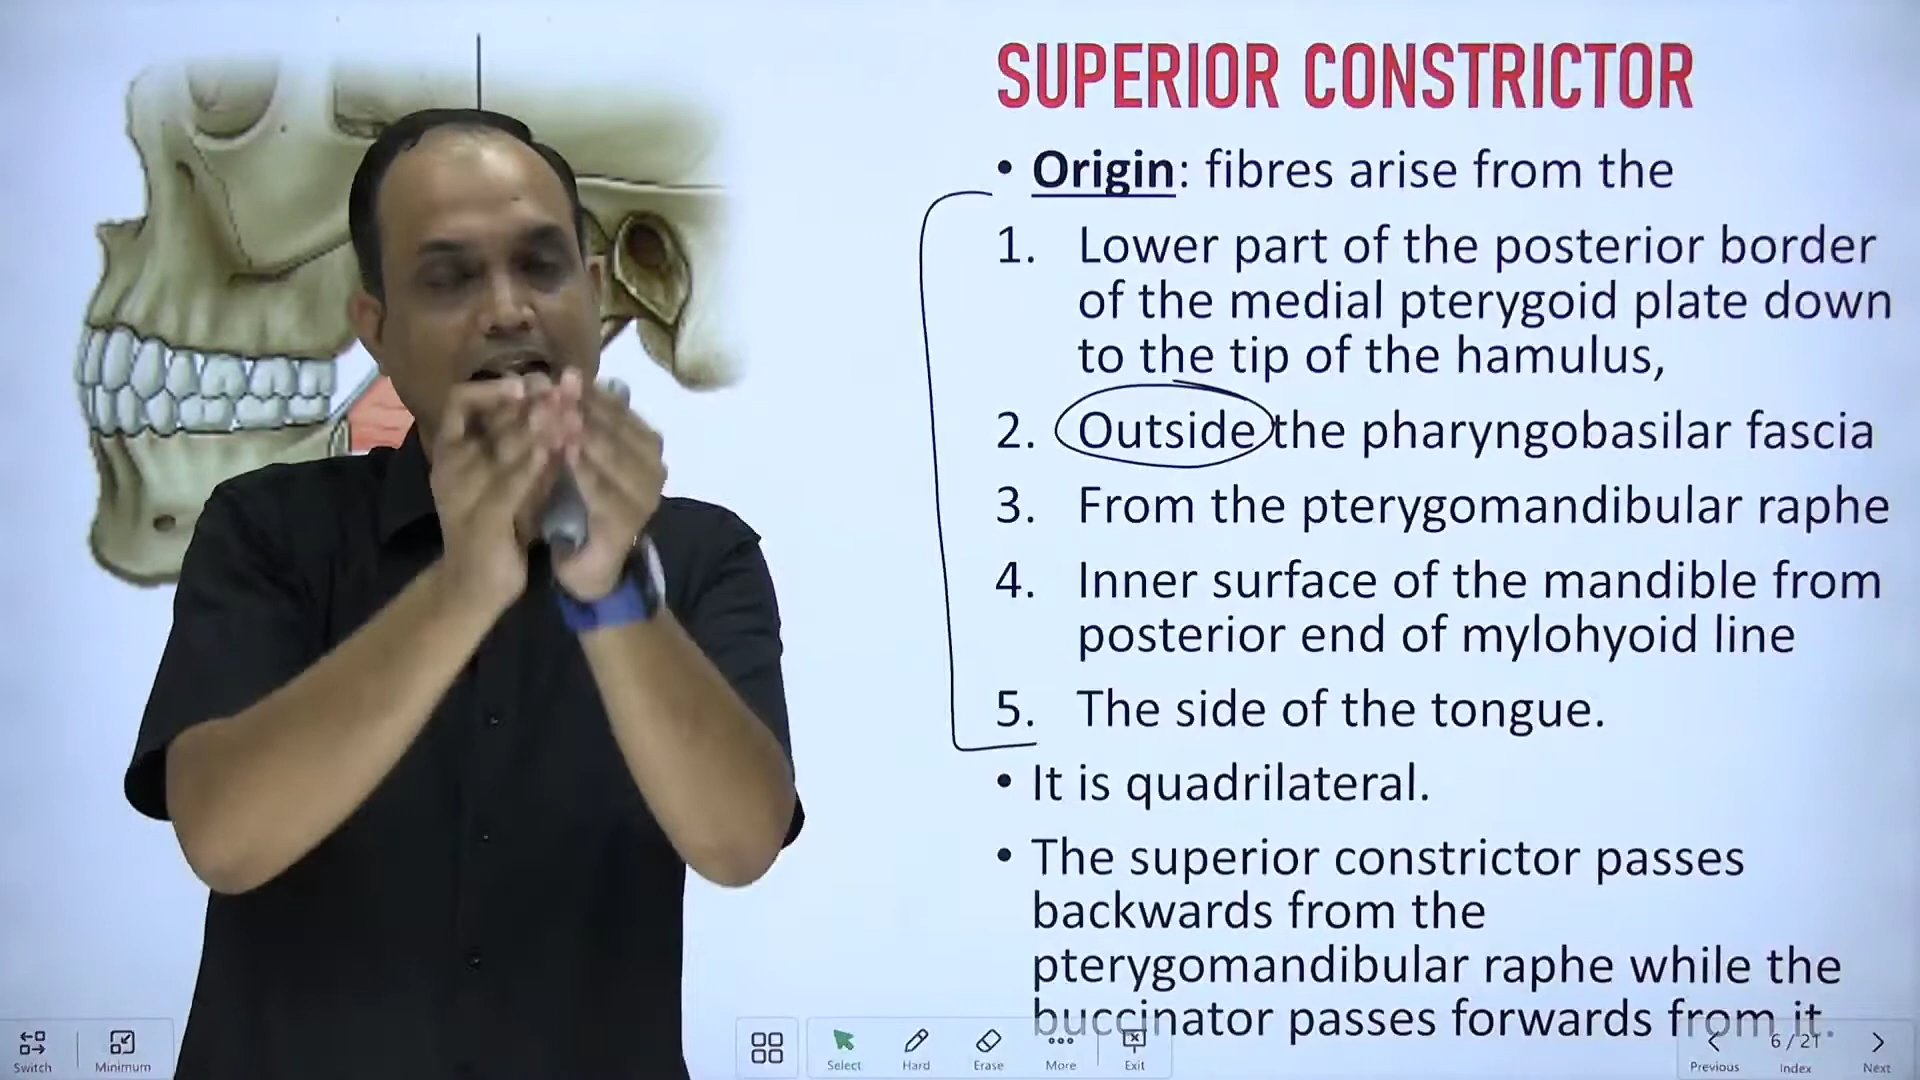 SUPERIOR CONSTRICTOR
• Origin: fibres arise from the
1. Lower part of the posterior border
of the medial pterygoid plate down
to the tip of the hamulus,
2. Outside the pharyngobasilar fascia
3. From the pterygomandibular raphe
4. Inner surface of the mandible from
posterior end of mylohyoid line
5. The side of the tongue.
• It is quadrilateral.
• The superior constrictor passes
backwards from the
pterygomandibular raphe while the
buccinator passes forwards from it.
Switch
Minimum
Select
Hard
Erase
More
Exit
Previous
6 / 21
Index
Next